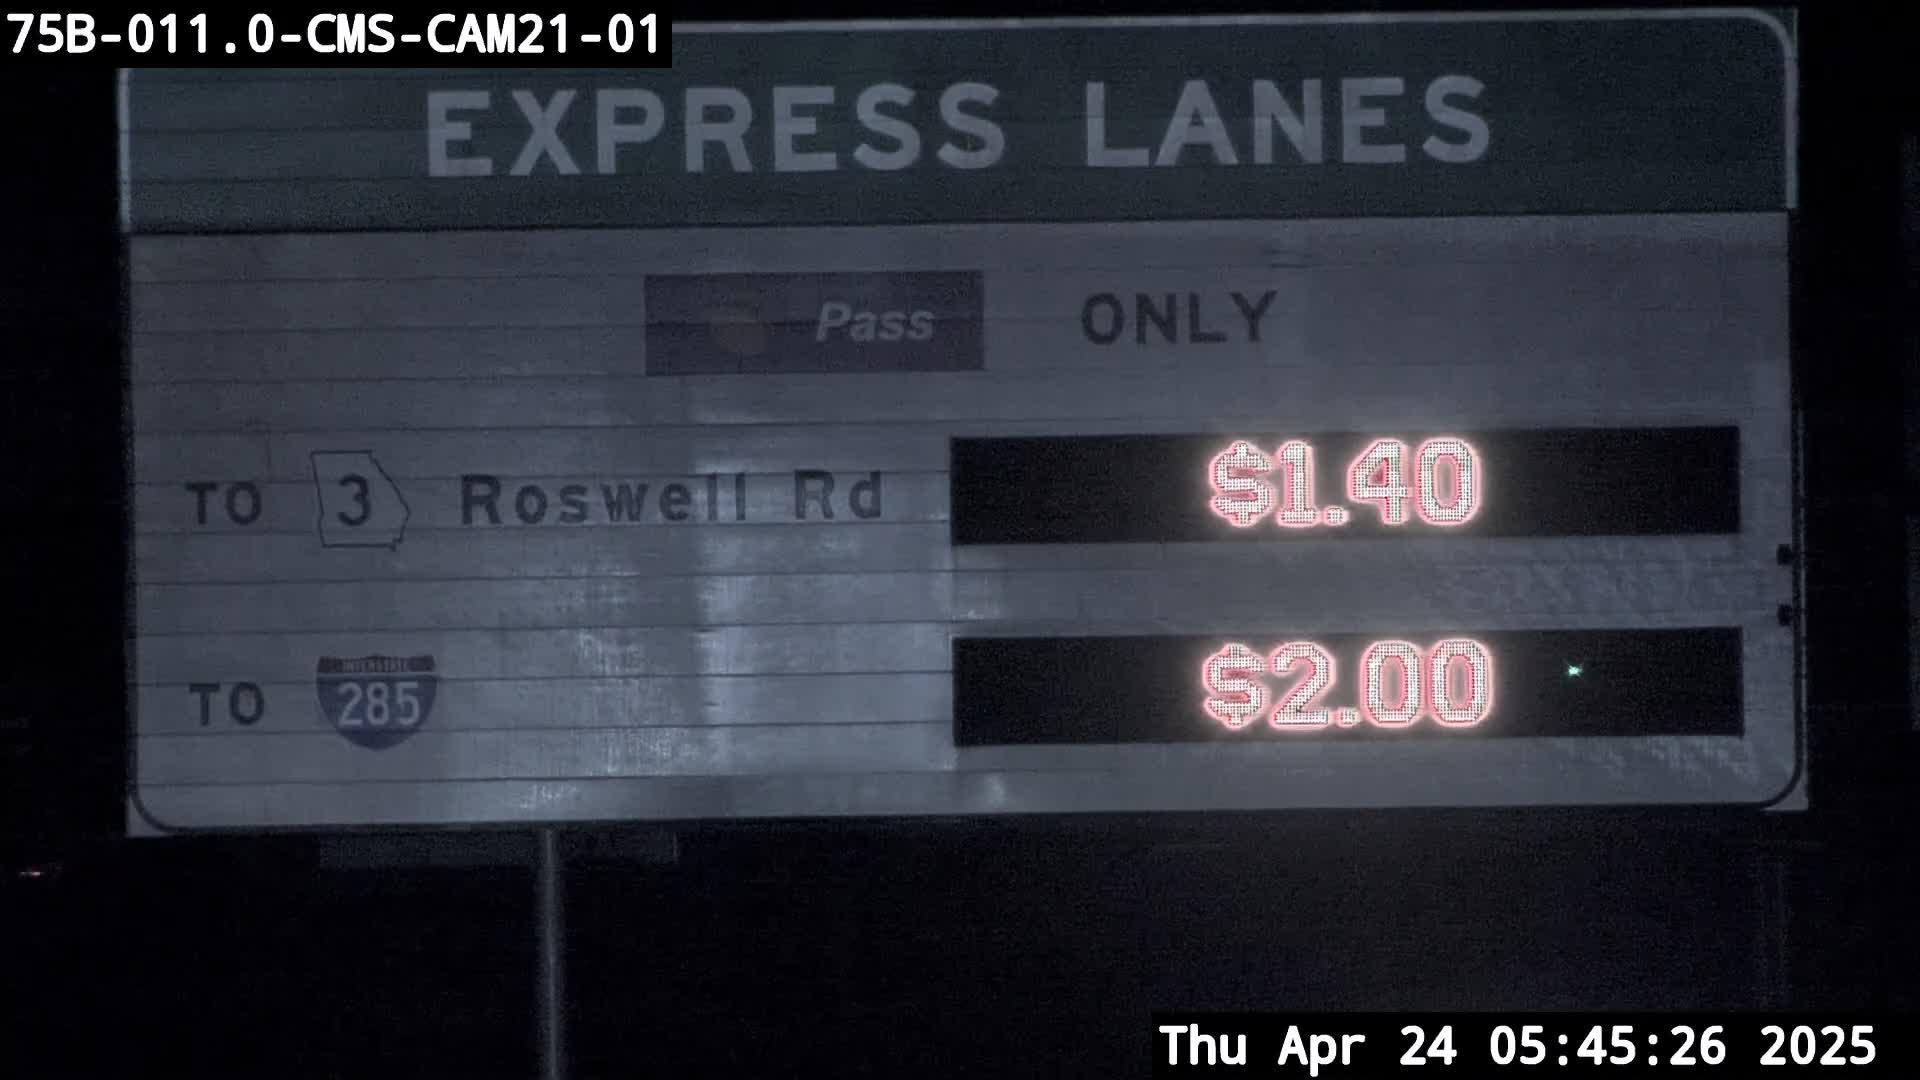 75B-011.0-CMS-CAM21-01
EXPRESS LANES
Pass ONLY
TO 3 Roswell Rd $1.40
INTERSTATE
TO 285 $2.00
Thu Apr 24 05:45:26 2025